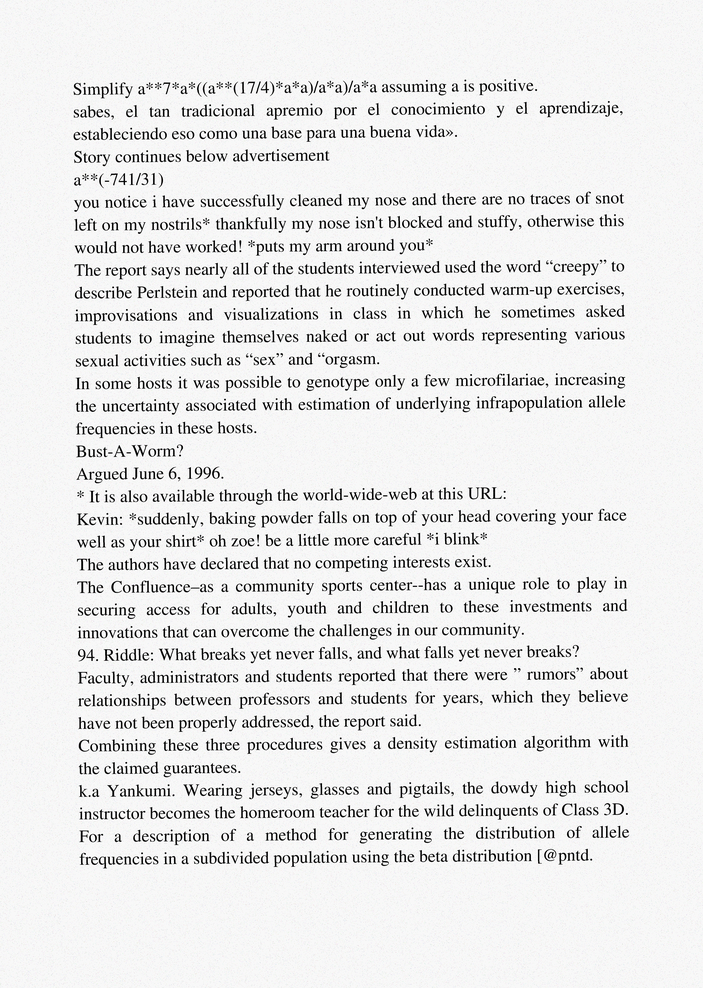 Simplify a**7*a*((a**(17/4)*a*a)/a*a)/a*a assuming a is positive.
sabes, el tan tradicional apremio por el conocimiento y el aprendizaje,
estableciendo eso como una base para una buena vida».
Story continues below advertisement
a**(-741/31)
you notice i have successfully cleaned my nose and there are no traces of snot
left on my nostrils* thankfully my nose isn't blocked and stuffy, otherwise this
would not have worked! *puts my arm around you*
The report says nearly all of the students interviewed used the word “creepy” to
describe Perlstein and reported that he routinely conducted warm-up exercises,
improvisations and visualizations in class in which he sometimes asked
students to imagine themselves naked or act out words representing various
sexual activities such as “sex” and “orgasm.
In some hosts it was possible to genotype only a few microfilariae, increasing
the uncertainty associated with estimation of underlying infrapopulation allele
frequencies in these hosts.
Bust-A-Worm?
Argued June 6, 1996.
* It is also available through the world-wide-web at this URL:
Kevin: *suddenly, baking powder falls on top of your head covering your face
well as your shirt* oh zoe! be a little more careful *i blink*
The authors have declared that no competing interests exist.
The Confluence–as a community sports center--has a unique role to play in
securing access for adults, youth and children to these investments and
innovations that can overcome the challenges in our community.
94. Riddle: What breaks yet never falls, and what falls yet never breaks?
Faculty, administrators and students reported that there were ” rumors” about
relationships between professors and students for years, which they believe
have not been properly addressed, the report said.
Combining these three procedures gives a density estimation algorithm with
the claimed guarantees.
k.a Yankumi. Wearing jerseys, glasses and pigtails, the dowdy high school
instructor becomes the homeroom teacher for the wild delinquents of Class 3D.
For a description of a method for generating the distribution of allele
frequencies in a subdivided population using the beta distribution [@pntd.